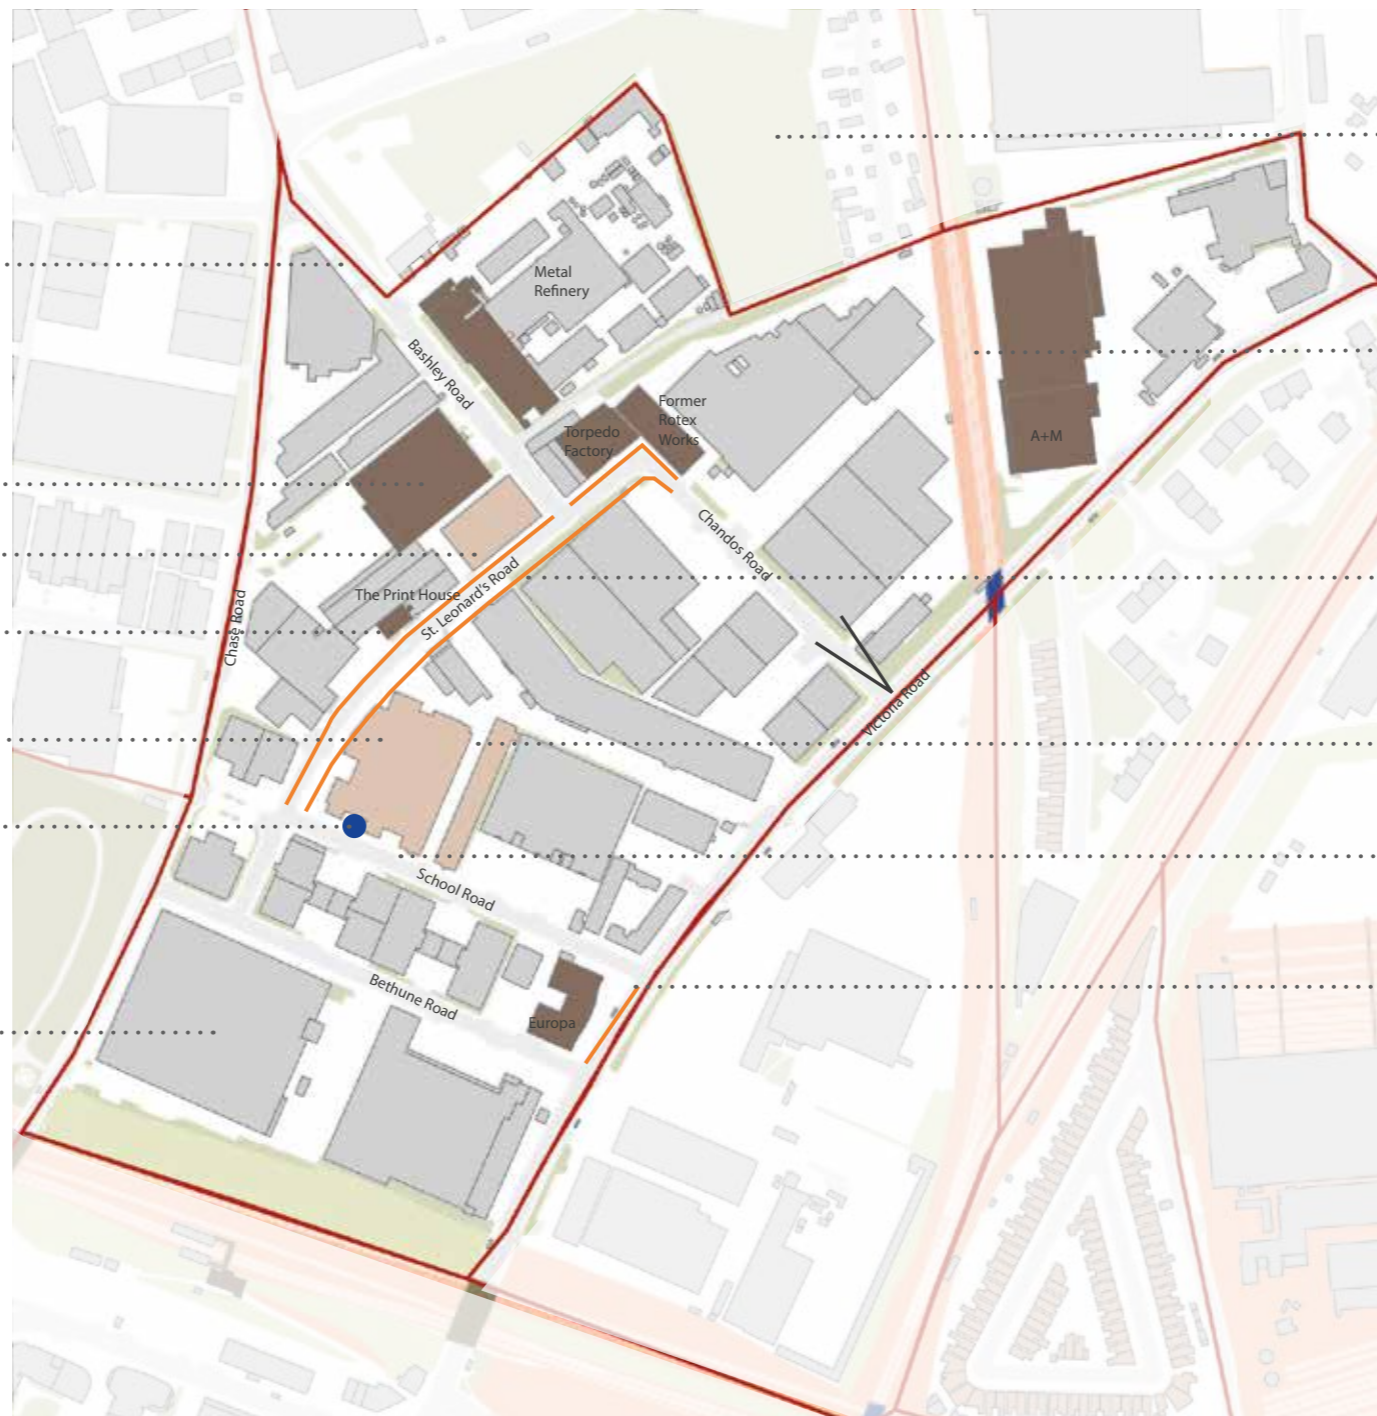 Metal
Refinery
Bashley Road
Former
Rotex
Works
Torpedo
Factory
A+M
Chandos Road
The Print House
St. Leonard's Road
Chase Road
Victoria Road
School Road
Bethune Road
Europa